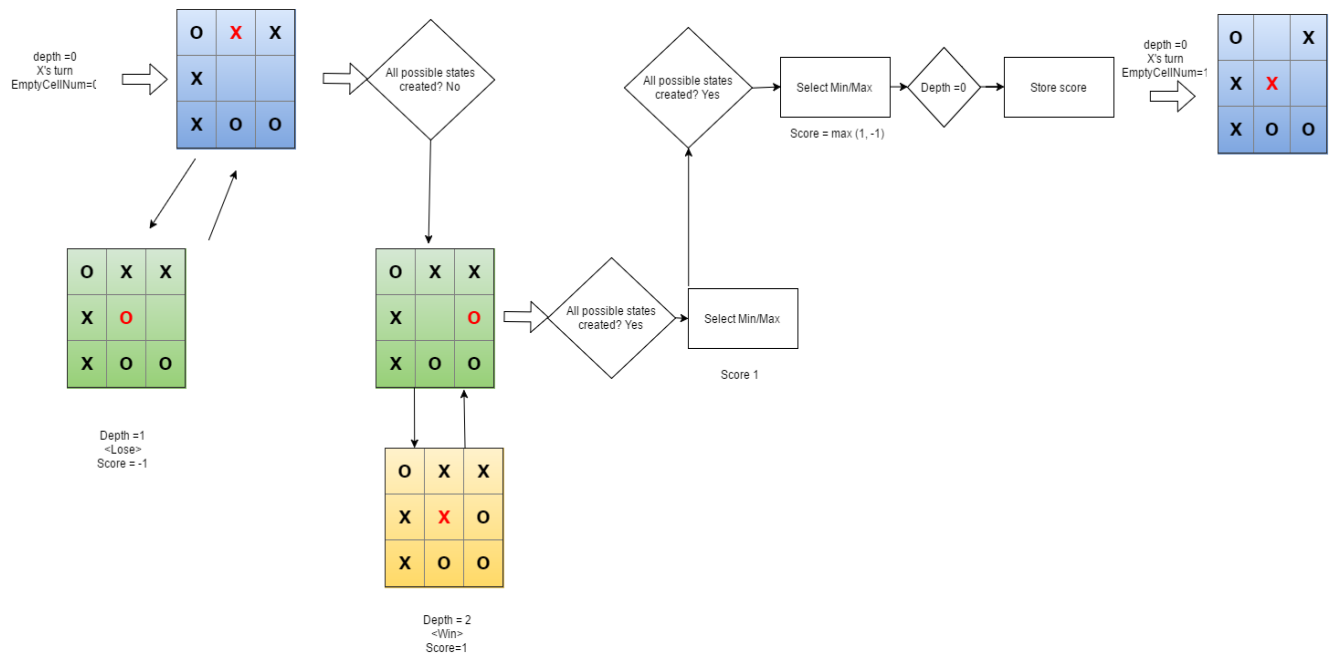 depth =0
X's turn
EmptyCellNum=0
O X X
X
X O O
All possible states
created? No
All possible states
created? Yes
Select Min/Max
Score = max (1, -1)
Depth =0
Store score
depth =0
X's turn
EmptyCellNum=1
O X
X X
X O O
O X X
X O
X O O
Depth =1
<Lose>
Score = -1
O X X
X O
X O O
All possible states
created? Yes
Select Min/Max
Score 1
O X X
X X O
X O O
Depth = 2
<Win>
Score=1